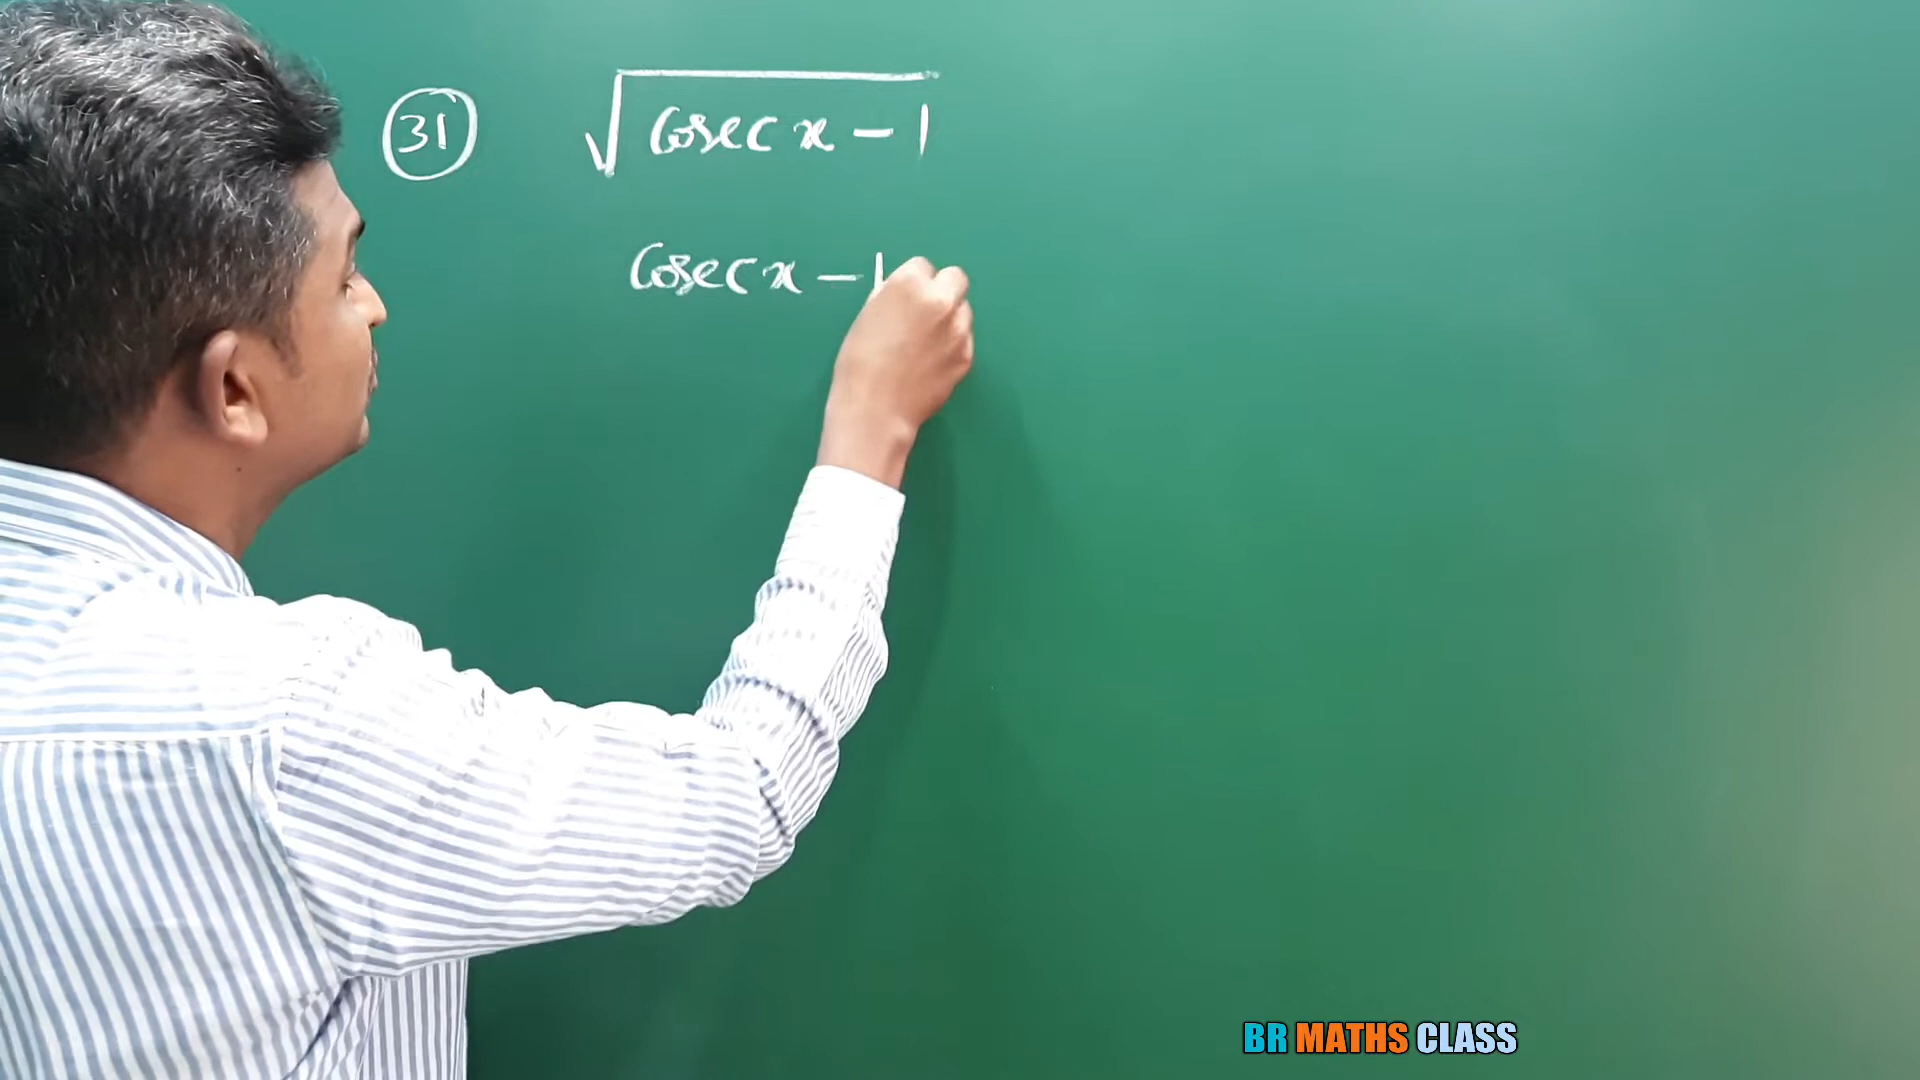 31 √(Cosec x - 1)
Cosec x - 1
BR MATHS CLASS